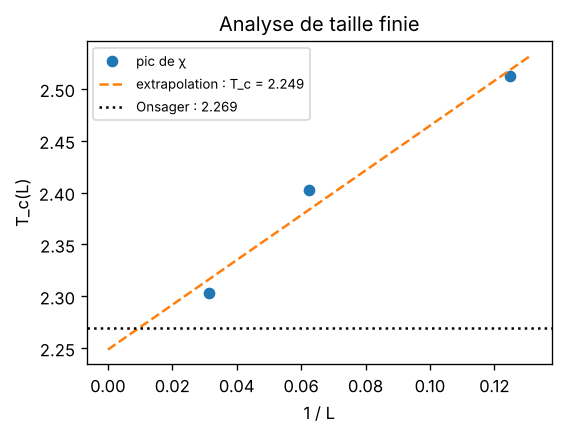 Analyse de taille finie
pic de χ
extrapolation : T_c = 2.249
Onsager : 2.269
T_c(L)
2.50
2.45
2.40
2.35
2.30
2.25
0.00 0.02 0.04 0.06 0.08 0.10 0.12
1 / L